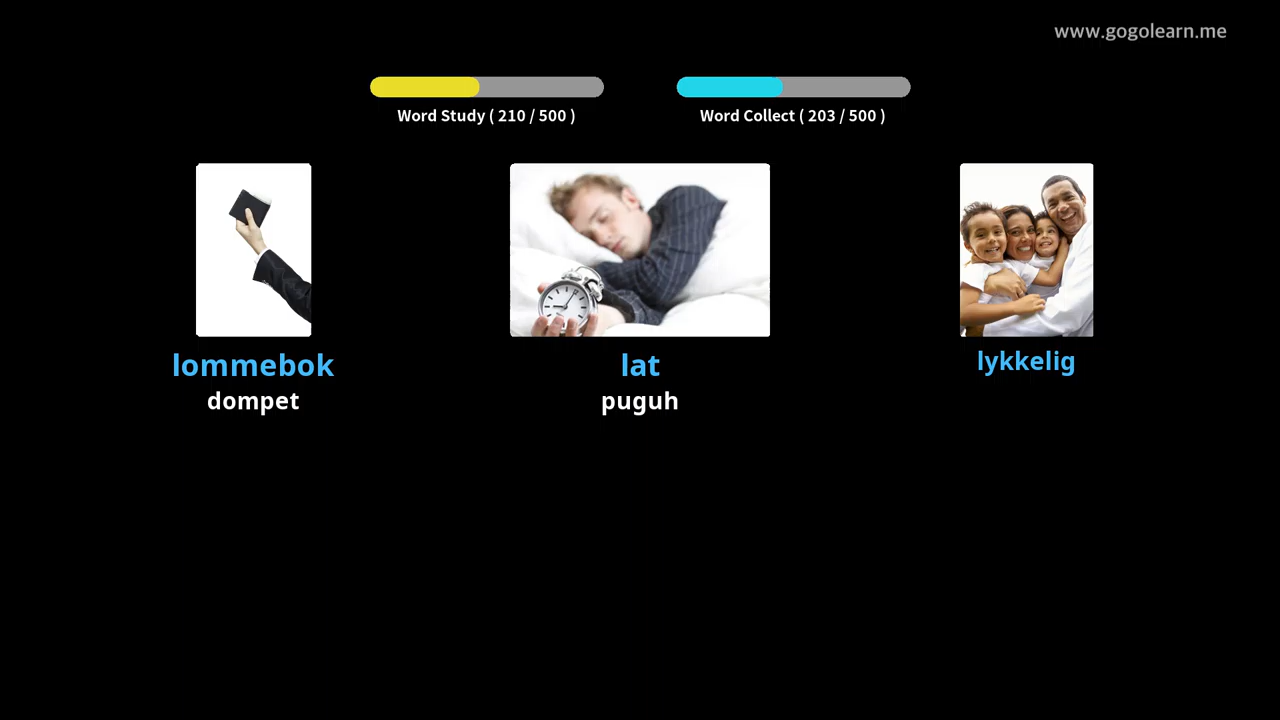 www.gogolearn.me
Word Study ( 210 / 500 )
Word Collect ( 203 / 500 )
lommebok
dompet
lat
puguh
lykkelig